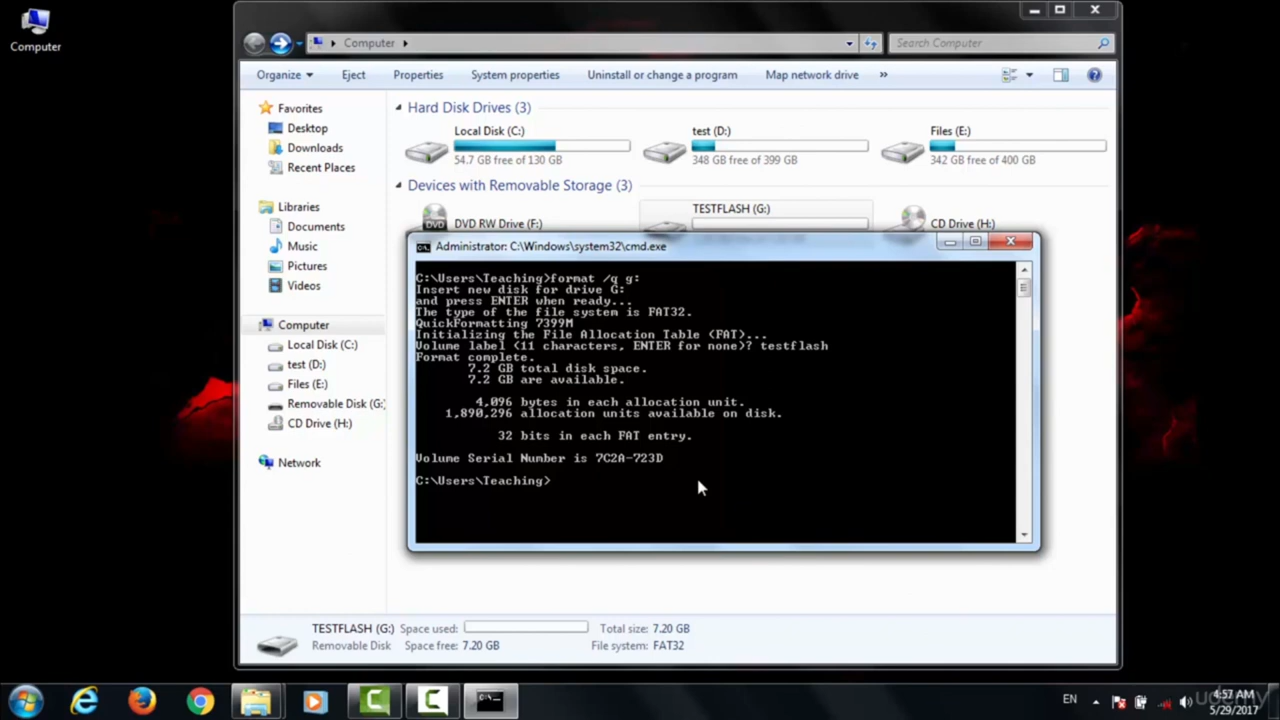 Computer
Computer
Search Computer
Organize
Eject
Properties
System properties
Uninstall or change a program
Map network drive
»
Favorites
Desktop
Downloads
Recent Places
Libraries
Documents
Music
Pictures
Videos
Computer
Local Disk (C:)
test (D:)
Files (E:)
Removable Disk (G:
CD Drive (H:)
Network
Hard Disk Drives (3)
Local Disk (C:)
54.7 GB free of 130 GB
test (D:)
348 GB free of 399 GB
Files (E:)
342 GB free of 400 GB
Devices with Removable Storage (3)
DVD
DVD RW Drive (F:)
TESTFLASH (G:)
CD Drive (H:)
Administrator: C:\Windows\system32\cmd.exe
C:\Users\Teaching>format /q g:
Insert new disk for drive G:
and press ENTER when ready...
The type of the file system is FAT32.
QuickFormatting 7399M
Initializing the File Allocation Table (FAT)...
Volume label (11 characters, ENTER for none)? testflash
Format complete.
7.2 GB total disk space.
7.2 GB are available.
4,096 bytes in each allocation unit.
1,890,296 allocation units available on disk.
32 bits in each FAT entry.
Volume Serial Number is 7C2A-723D
C:\Users\Teaching>
TESTFLASH (G:) Space used: Total size: 7.20 GB
Removable Disk Space free: 7.20 GB File system: FAT32
EN
4:57 AM
5/29/2017
udemy